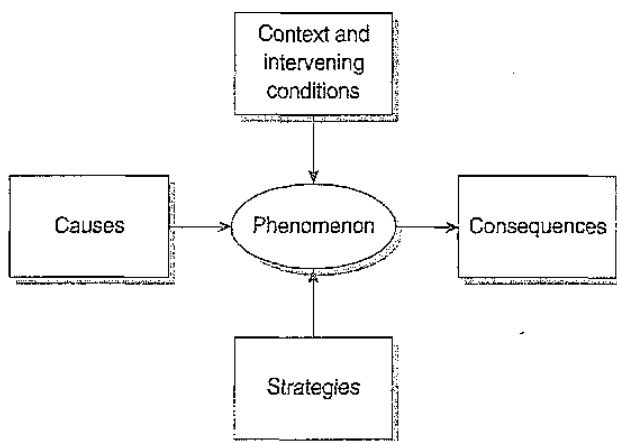 Context and
intervening
conditions
Causes
Phenomenon
Consequences
Strategies